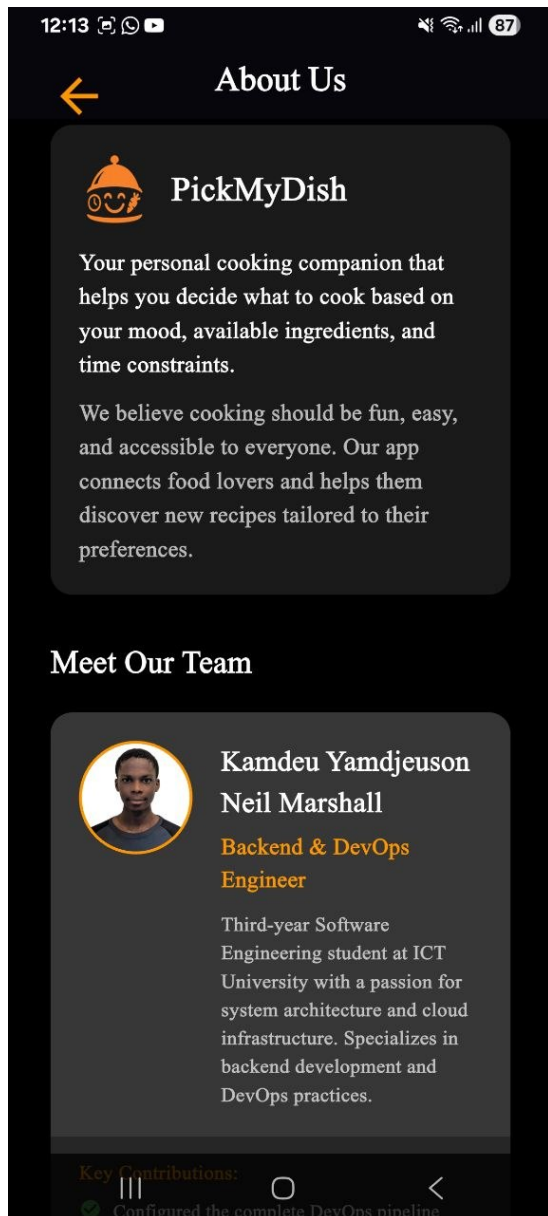 12:13
87
About Us
PickMyDish
Your personal cooking companion that
helps you decide what to cook based on
your mood, available ingredients, and
time constraints.
We believe cooking should be fun, easy,
and accessible to everyone. Our app
connects food lovers and helps them
discover new recipes tailored to their
preferences.
Meet Our Team
Kamdeu Yamdjeuson
Neil Marshall
Backend & DevOps
Engineer
Third-year Software
Engineering student at ICT
University with a passion for
system architecture and cloud
infrastructure. Specializes in
backend development and
DevOps practices.
Key Contributions:
Configured the complete DevOps pipeline